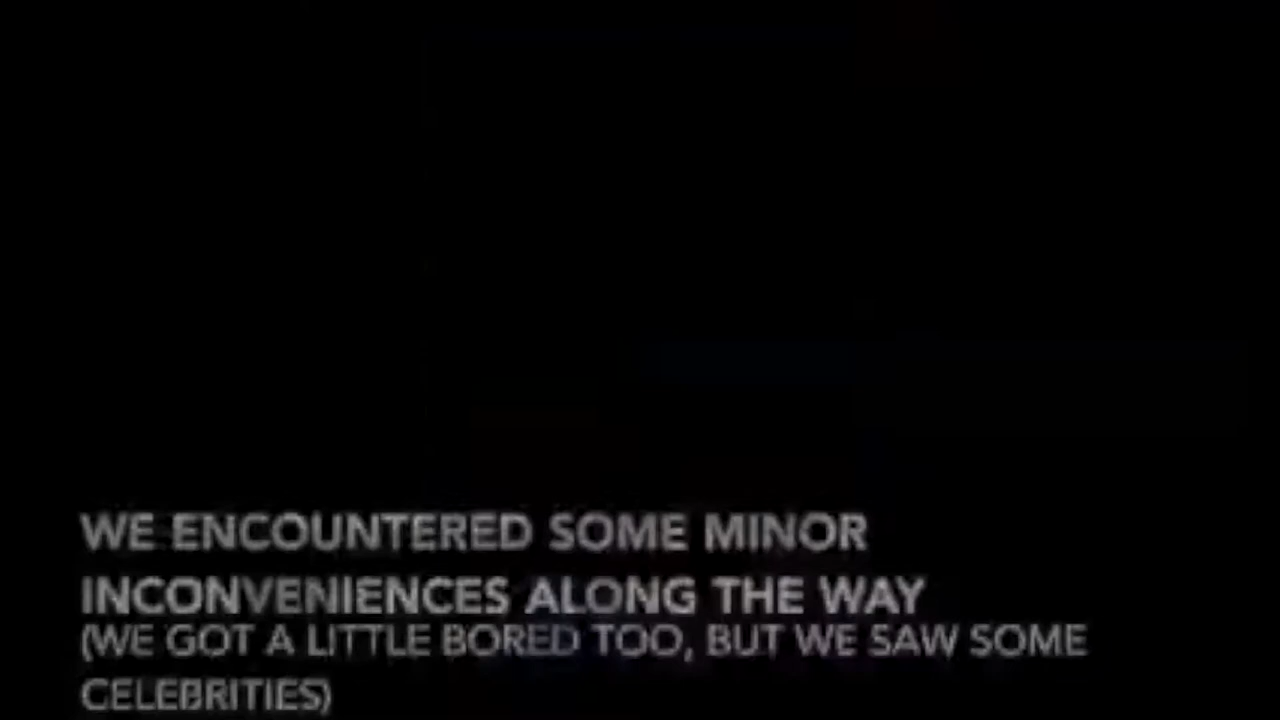 WE ENCOUNTERED SOME MINOR
INCONVENIENCES ALONG THE WAY
(WE GOT A LITTLE BORED TOO, BUT WE SAW SOME
CELEBRITIES)